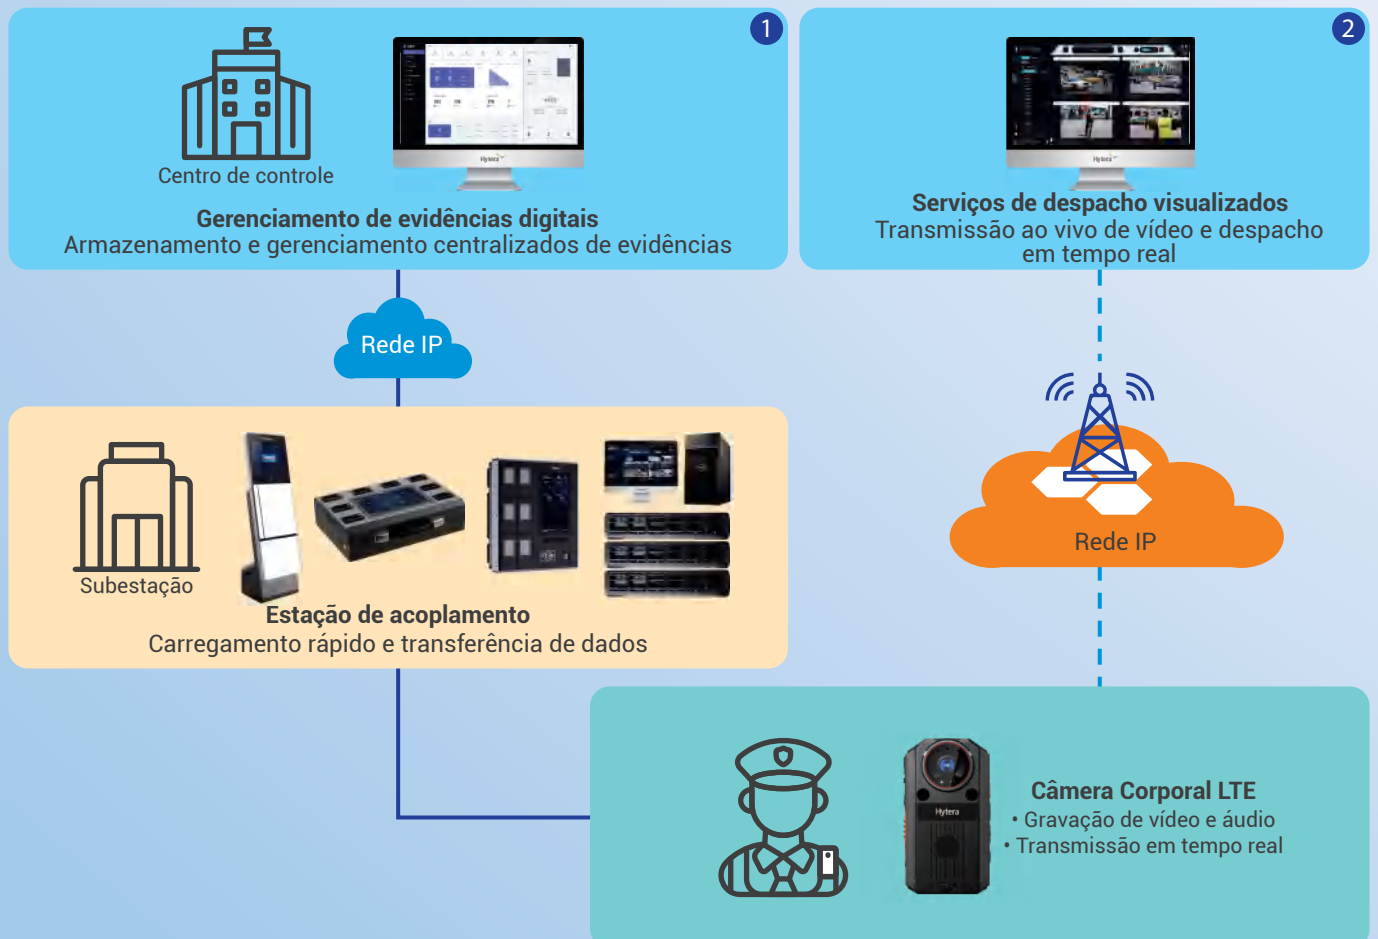 1
Centro de controle
Hytera
Gerenciamento de evidências digitais
Armazenamento e gerenciamento centralizados de evidências
2
Hytera
Serviços de despacho visualizados
Transmissão ao vivo de vídeo e despacho
em tempo real
Rede IP
Subestação
Estação de acoplamento
Carregamento rápido e transferência de dados
Rede IP
Hytera
Câmera Corporal LTE
• Gravação de vídeo e áudio
• Transmissão em tempo real